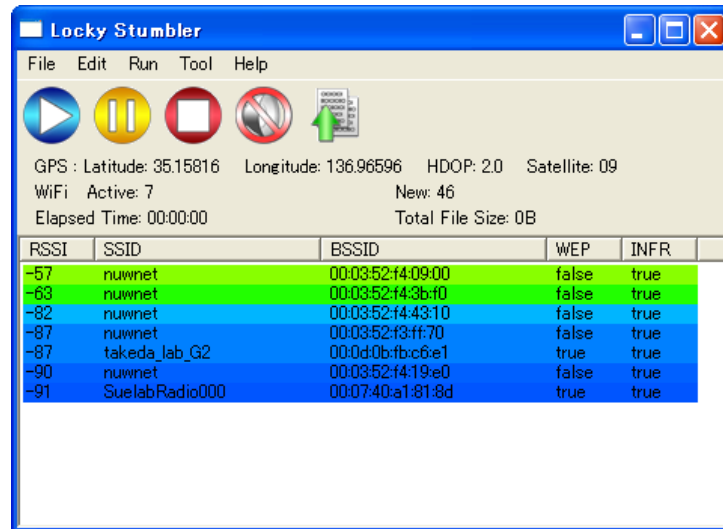 Locky Stumbler
File Edit Run Tool Help
GPS : Latitude: 35.15816 Longitude: 136.96596 HDOP: 2.0 Satellite: 09
WiFi Active: 7 New: 46
Elapsed Time: 00:00:00 Total File Size: 0B
RSSI SSID BSSID WEP INFR
-57 nuwnet 00:03:52:f4:09:00 false true
-63 nuwnet 00:03:52:f4:3b:f0 false true
-82 nuwnet 00:03:52:f4:43:10 false true
-87 nuwnet 00:03:52:f3:ff:70 false true
-87 takeda_lab_G2 00:0d:0b:fb:c6:e1 true true
-90 nuwnet 00:03:52:f4:19:e0 false true
-91 SuelabRadio000 00:07:40:a1:81:8d true true